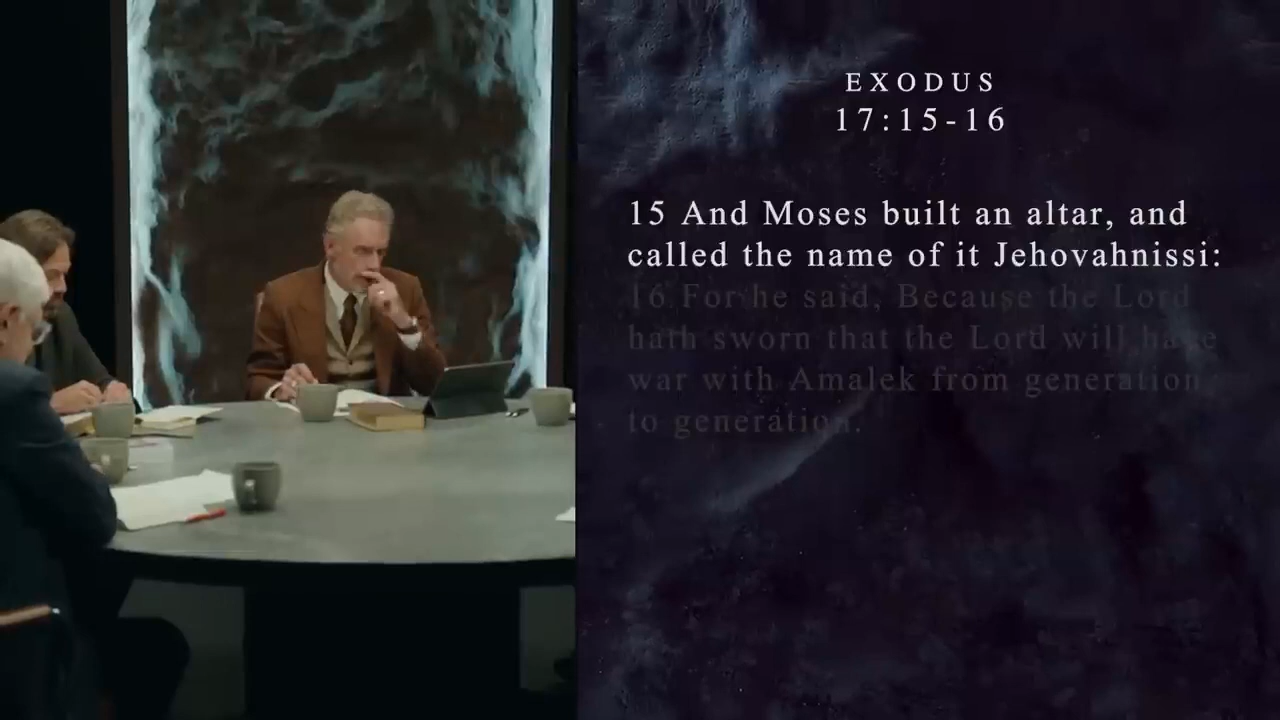 EXODUS
17:15-16
15 And Moses built an altar, and
called the name of it Jehovahnissi:
16 For he said, Because the Lord
hath sworn that the Lord will have
war with Amalek from generation
to generation.